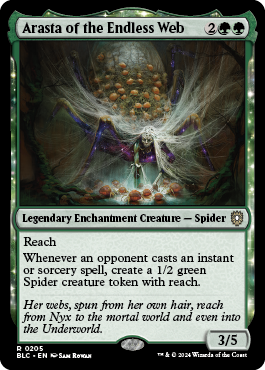 Arasta of the Endless Web 2
Legendary Enchantment Creature — Spider
Reach
Whenever an opponent casts an instant
or sorcery spell, create a 1/2 green
Spider creature token with reach.
Her webs, spun from her own hair, reach
from Nyx to the mortal world and even into
the Underworld.
3/5
R 0205
BLC • EN Sam Rowan
™ & © 2024 Wizards of the Coast